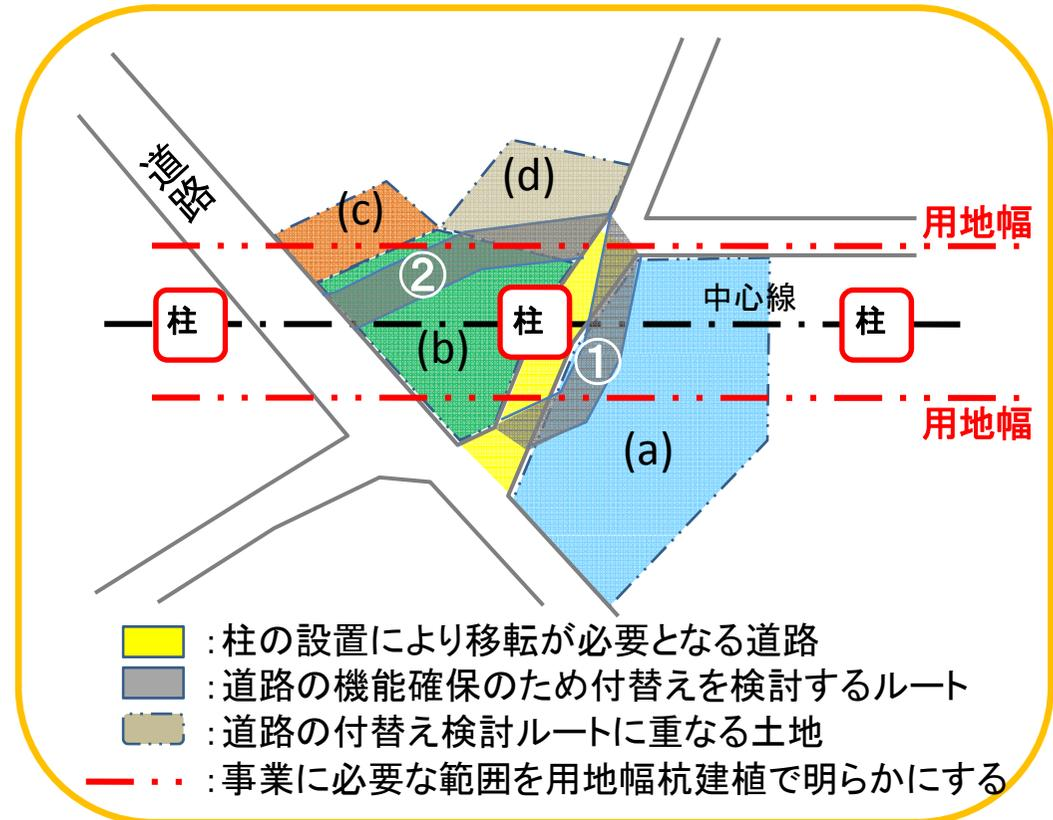 道路
(d)
(c)
用地幅
②
中心線
柱
柱
柱
(b)
①
用地幅
(a)
：柱の設置により移転が必要となる道路
：道路の機能確保のため付替えを検討するルート
：道路の付替え検討ルートに重なる土地
：事業に必要な範囲を用地幅杭建植で明らかにする